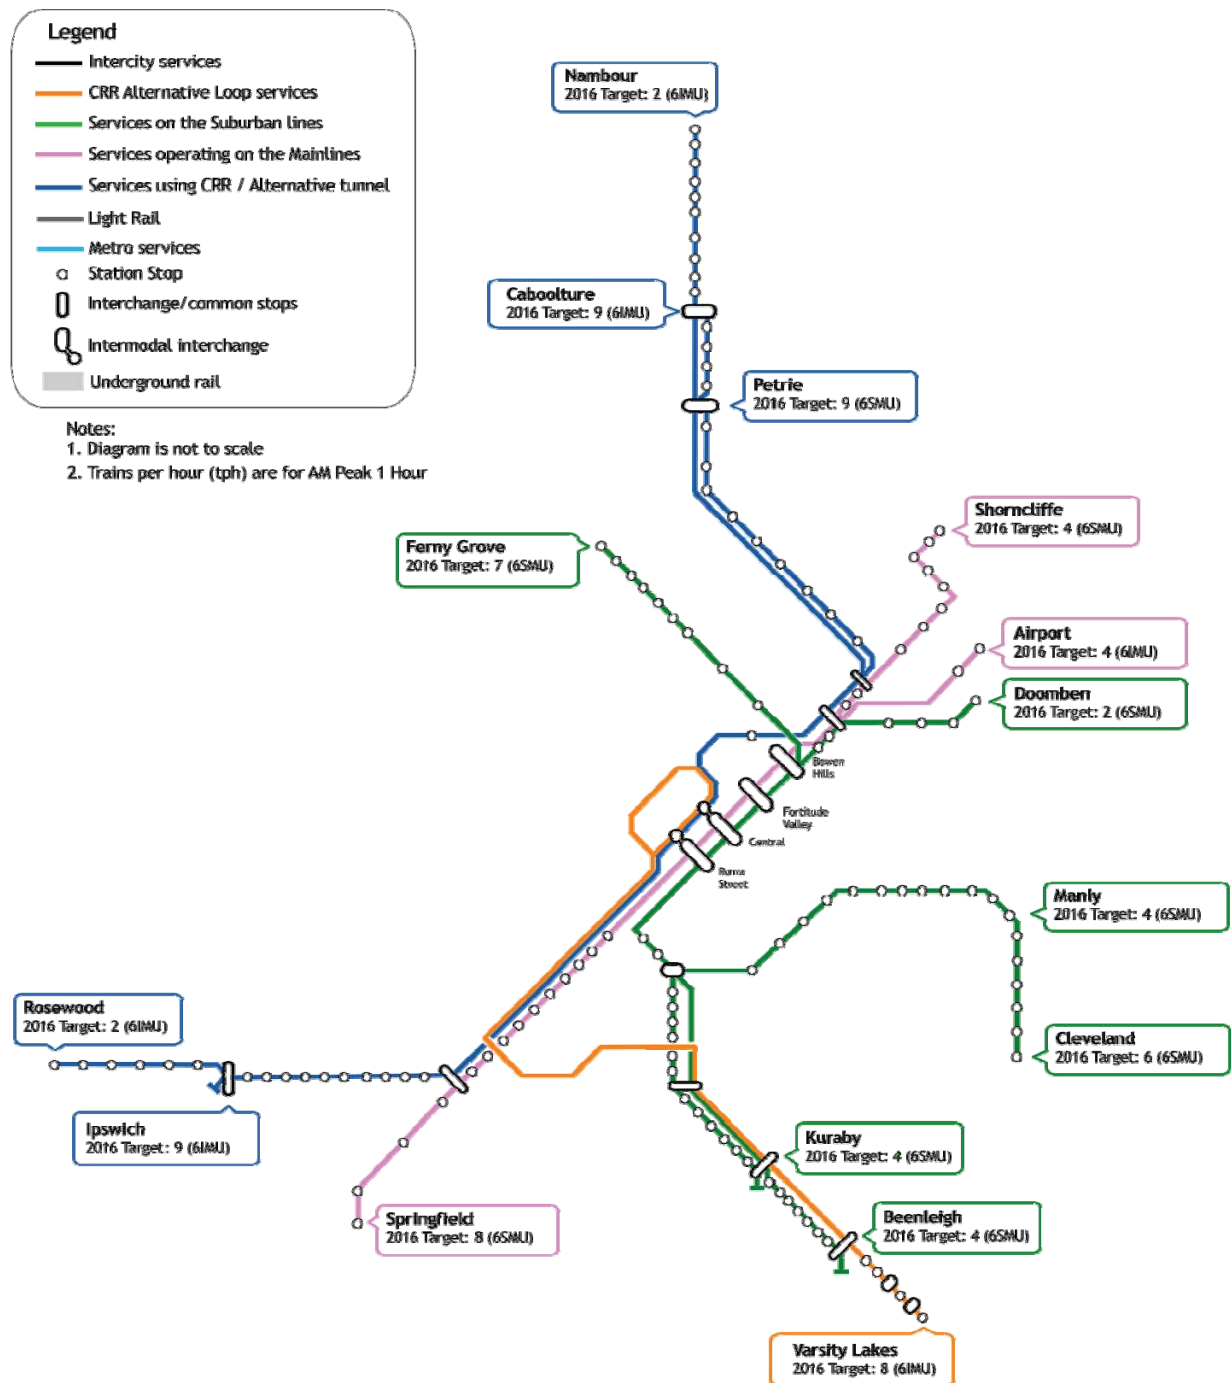 Legend
Intercity services
CRR Alternative Loop services
Services on the Suburban lines
Services operating on the Mainlines
Services using CRR / Alternative tunnel
Light Rail
Metro services
Station Stop
Interchange/common stops
Intermodal interchange
Underground rail
Notes:
1. Diagram is not to scale
2. Trains per hour (tph) are for AM Peak 1 Hour
Nambour
2016 Target: 2 (6IMU)
Caboolture
2016 Target: 9 (6IMU)
Petrie
2016 Target: 9 (6SMU)
Shorncliffe
2016 Target: 4 (6SMU)
Ferny Grove
2016 Target: 7 (6SMU)
Airport
2016 Target: 4 (6IMU)
Doomben
2016 Target: 2 (6SMU)
Bowen
Hills
Fortitude
Valley
Central
Roma
Street
Manly
2016 Target: 4 (6SMU)
Cleveland
2016 Target: 6 (6SMU)
Rosewood
2016 Target: 2 (6IMU)
Ipswich
2016 Target: 9 (6IMU)
Kuraby
2016 Target: 4 (6SMU)
Springfield
2016 Target: 8 (6SMU)
Beenleigh
2016 Target: 4 (6SMU)
Varsity Lakes
2016 Target: 8 (6IMU)